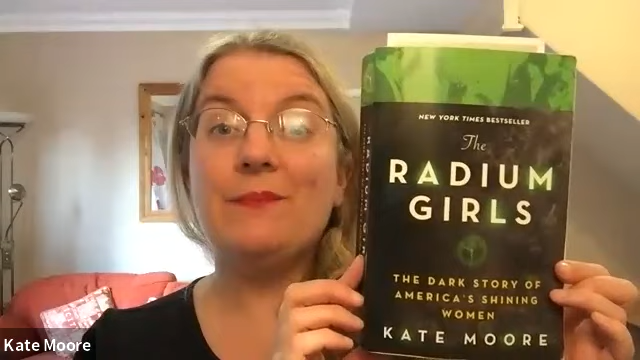 NEW YORK TIMES BESTSELLER
The
RADIUM
GIRLS
THE DARK STORY OF
AMERICA'S SHINING
WOMEN
KATE MOORE
Kate Moore